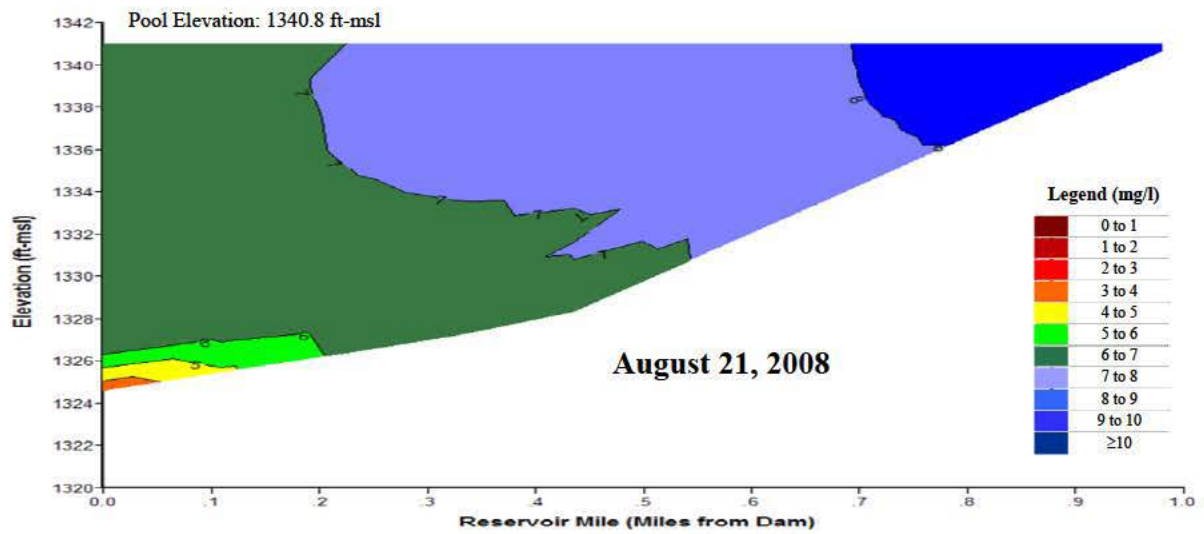 Pool Elevation: 1340.8 ft-msl
1342
1340
1338
1336
1334
1332
1330
1328
1326
1324
1322
1320
Elevation (ft-msl)
7
7
7
7
7
7
8
8
6
6
5
August 21, 2008
Legend (mg/l)
0 to 1
1 to 2
2 to 3
3 to 4
4 to 5
5 to 6
6 to 7
7 to 8
8 to 9
9 to 10
≥10
0.0 .1 .2 .3 .4 .5 .6 .7 .8 .9 1.0
Reservoir Mile (Miles from Dam)